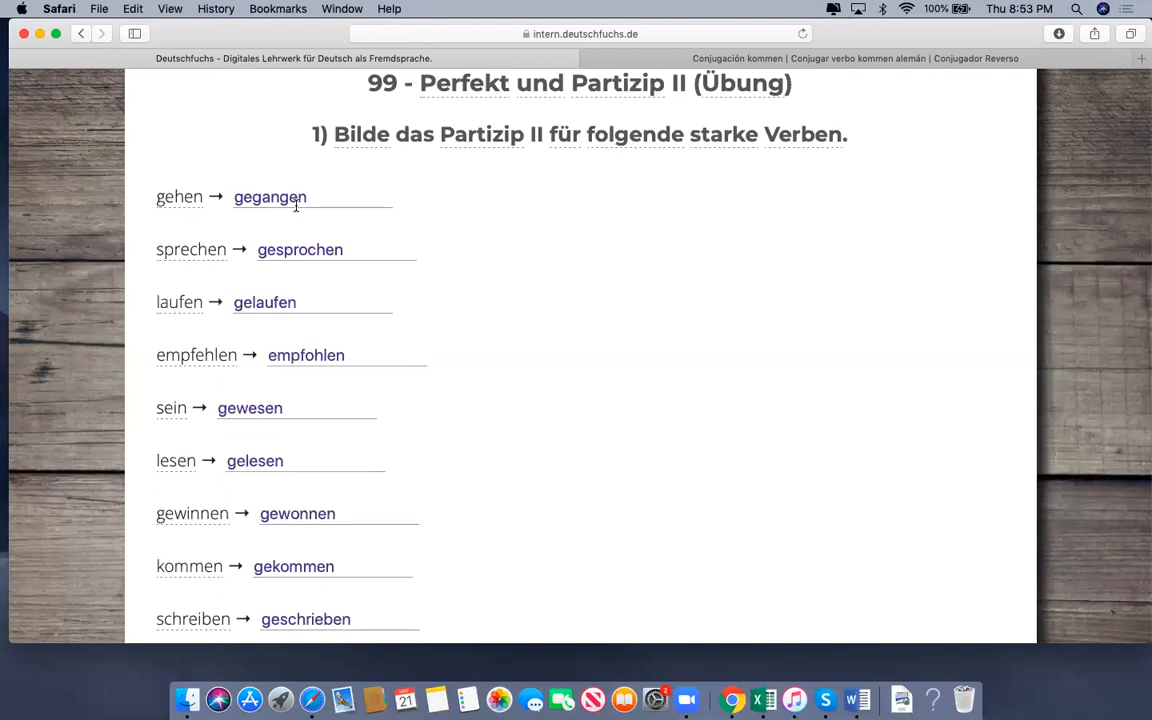 Safari File Edit View History Bookmarks Window Help 100% Thu 8:53 PM
intern.deutschfuchs.de
Deutschfuchs - Digitales Lehrwerk für Deutsch als Fremdsprache. Conjugación kommen | Conjugar verbo kommen alemán | Conjugador Reverso
99 - Perfekt und Partizip II (Übung)
1) Bilde das Partizip II für folgende starke Verben.
gehen → gegangen
sprechen → gesprochen
laufen → gelaufen
empfehlen → empfohlen
sein → gewesen
lesen → gelesen
gewinnen → gewonnen
kommen → gekommen
schreiben → geschrieben
21 2